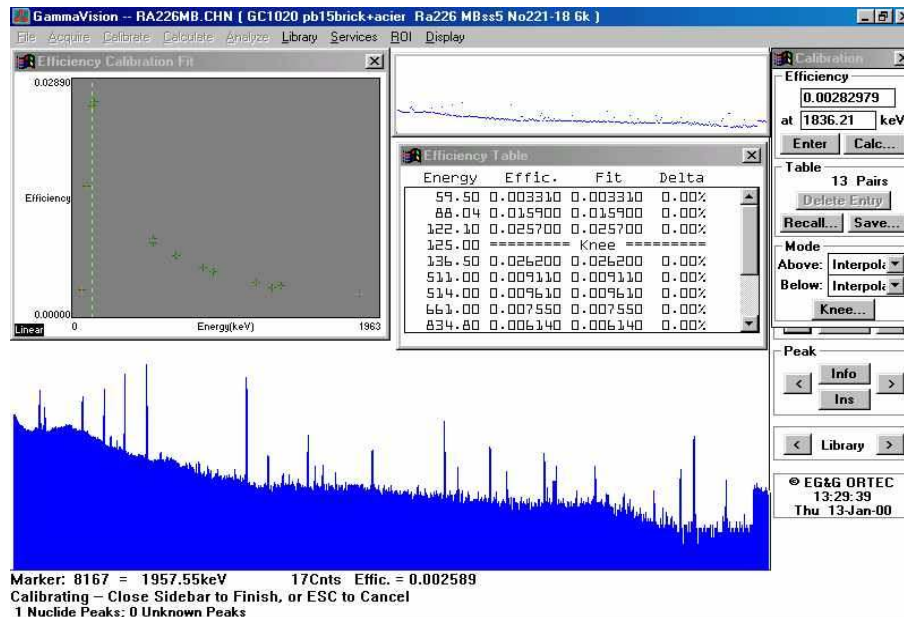 GammaVision -- RA226MB.CHN ( GC1020 pb15brick+acier Ra226 MBss5 No221-18 6k )
File Acquire Calibrate Calculate Analyze Library Services ROI Display
Efficiency Calibration Fit
0.02890
Efficiency
0.00000
Linear 0 Energy(keV) 1963
Efficiency Table
Energy Effic. Fit Delta
59.50 0.003310 0.003310 0.00%
88.04 0.015900 0.015900 0.00%
122.10 0.025700 0.025700 0.00%
125.00 ========= Knee =========
136.50 0.026200 0.026200 0.00%
511.00 0.009110 0.009110 0.00%
514.00 0.009610 0.009610 0.00%
661.00 0.007550 0.007550 0.00%
834.80 0.006140 0.006140 0.00%
Calibration
Efficiency
0.00282979
at 1836.21 keV
Enter Calc...
Table
13 Pairs
Delete Entry
Recall... Save...
Mode
Above: Interpola
Below: Interpola
Knee...
Peak
< Info >
Ins
< Library >
© EG&G ORTEC
13:29:39
Thu 13-Jan-00
Marker: 8167 = 1957.55keV 17Cnts Effic. = 0.002589
Calibrating – Close Sidebar to Finish, or ESC to Cancel
1 Nuclide Peaks; 0 Unknown Peaks